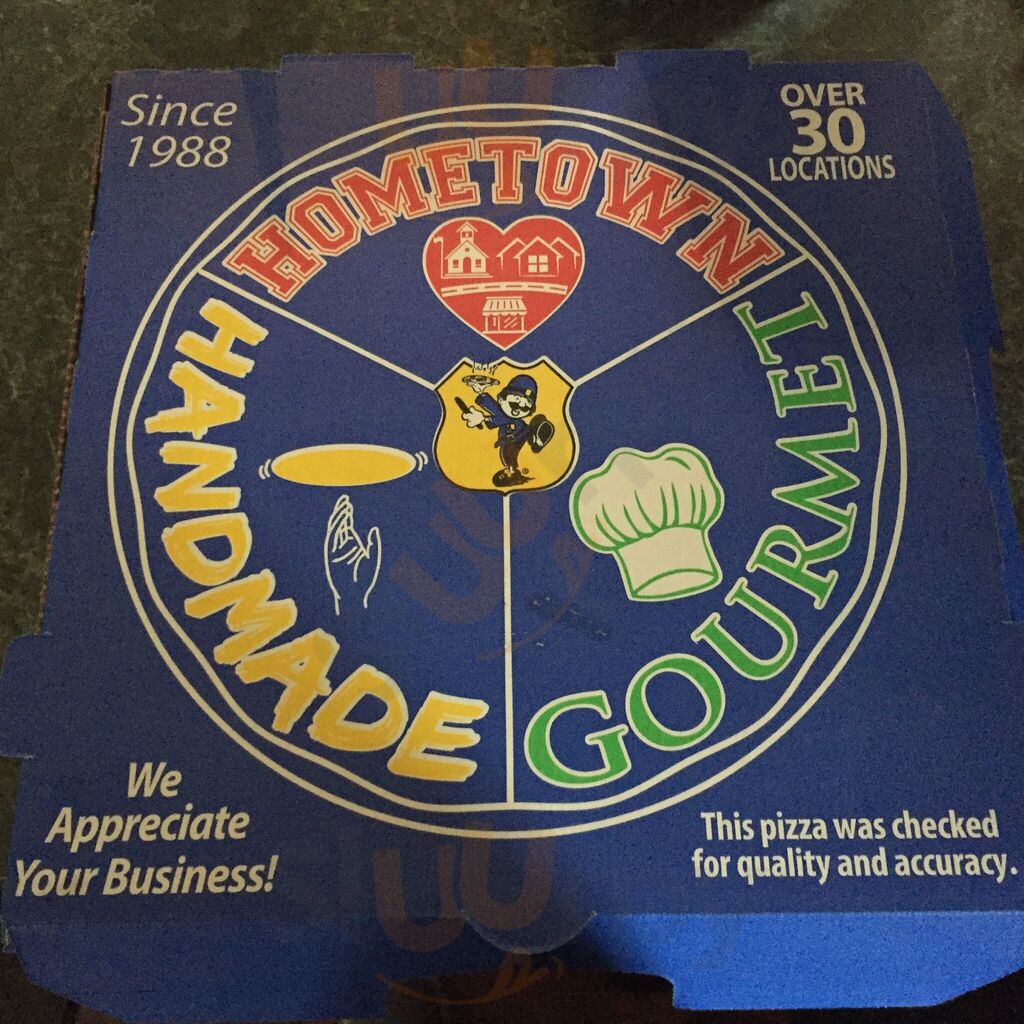 Since
1988
OVER
30
LOCATIONS
HOMETOWN
HANDMADE
GOURMET
We
Appreciate
Your Business!
This pizza was checked
for quality and accuracy.